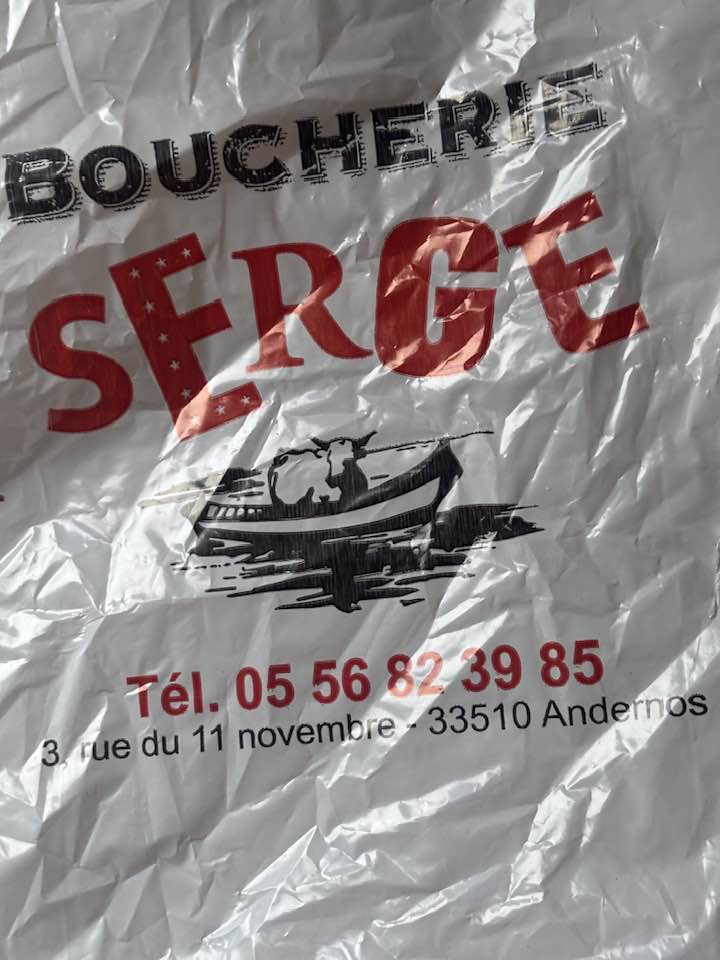 BOUCHERIE
SERGE
Tél. 05 56 82 39 85
3, rue du 11 novembre - 33510 Andernos